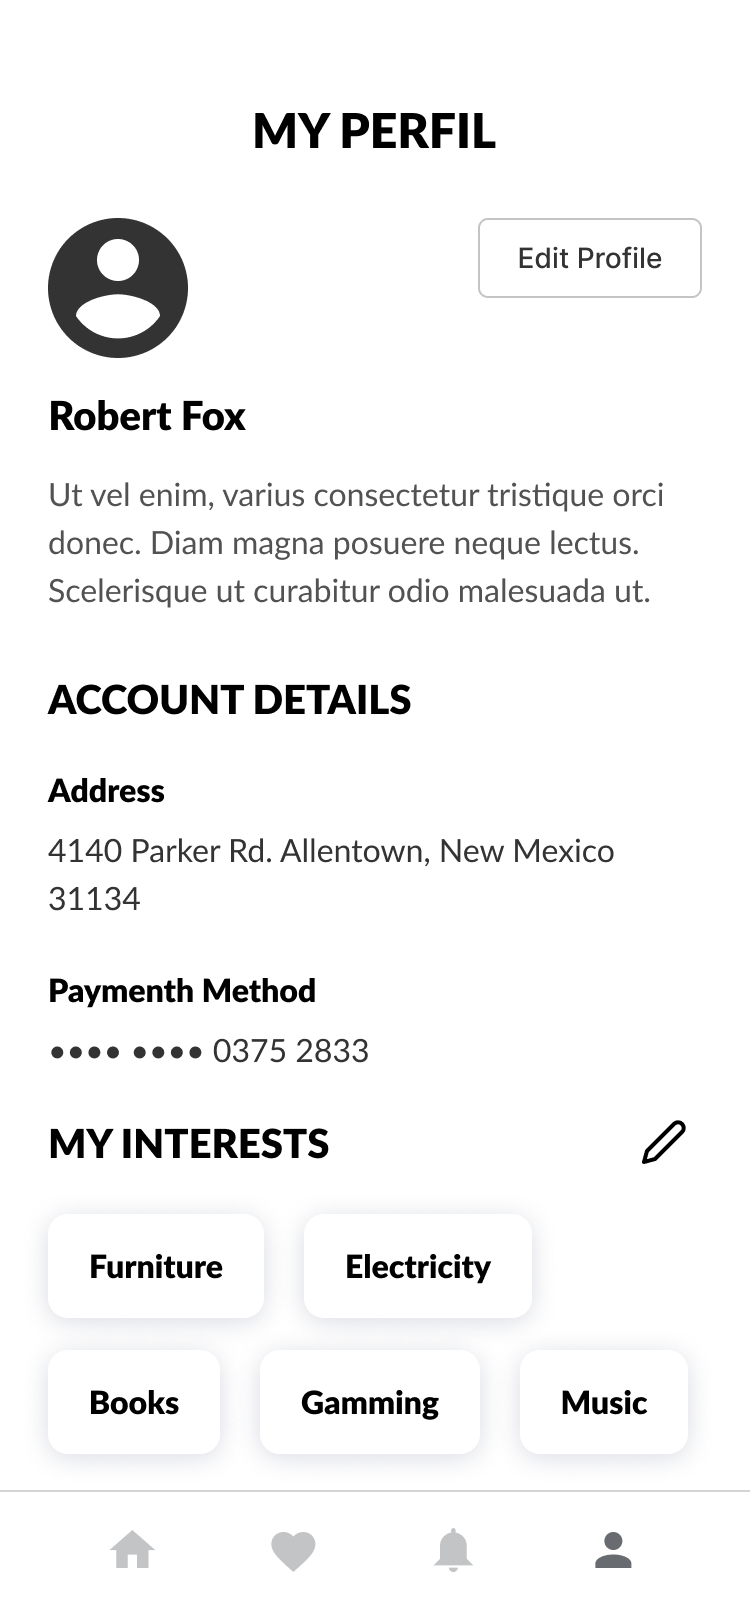 MY PERFIL
Edit Profile
Robert Fox
Ut vel enim, varius consectetur tristique orci
donec. Diam magna posuere neque lectus.
Scelerisque ut curabitur odio malesuada ut.
ACCOUNT DETAILS
Address
4140 Parker Rd. Allentown, New Mexico
31134
Paymenth Method
●●●● ●●●● 0375 2833
MY INTERESTS
Furniture
Electricity
Books
Gamming
Music